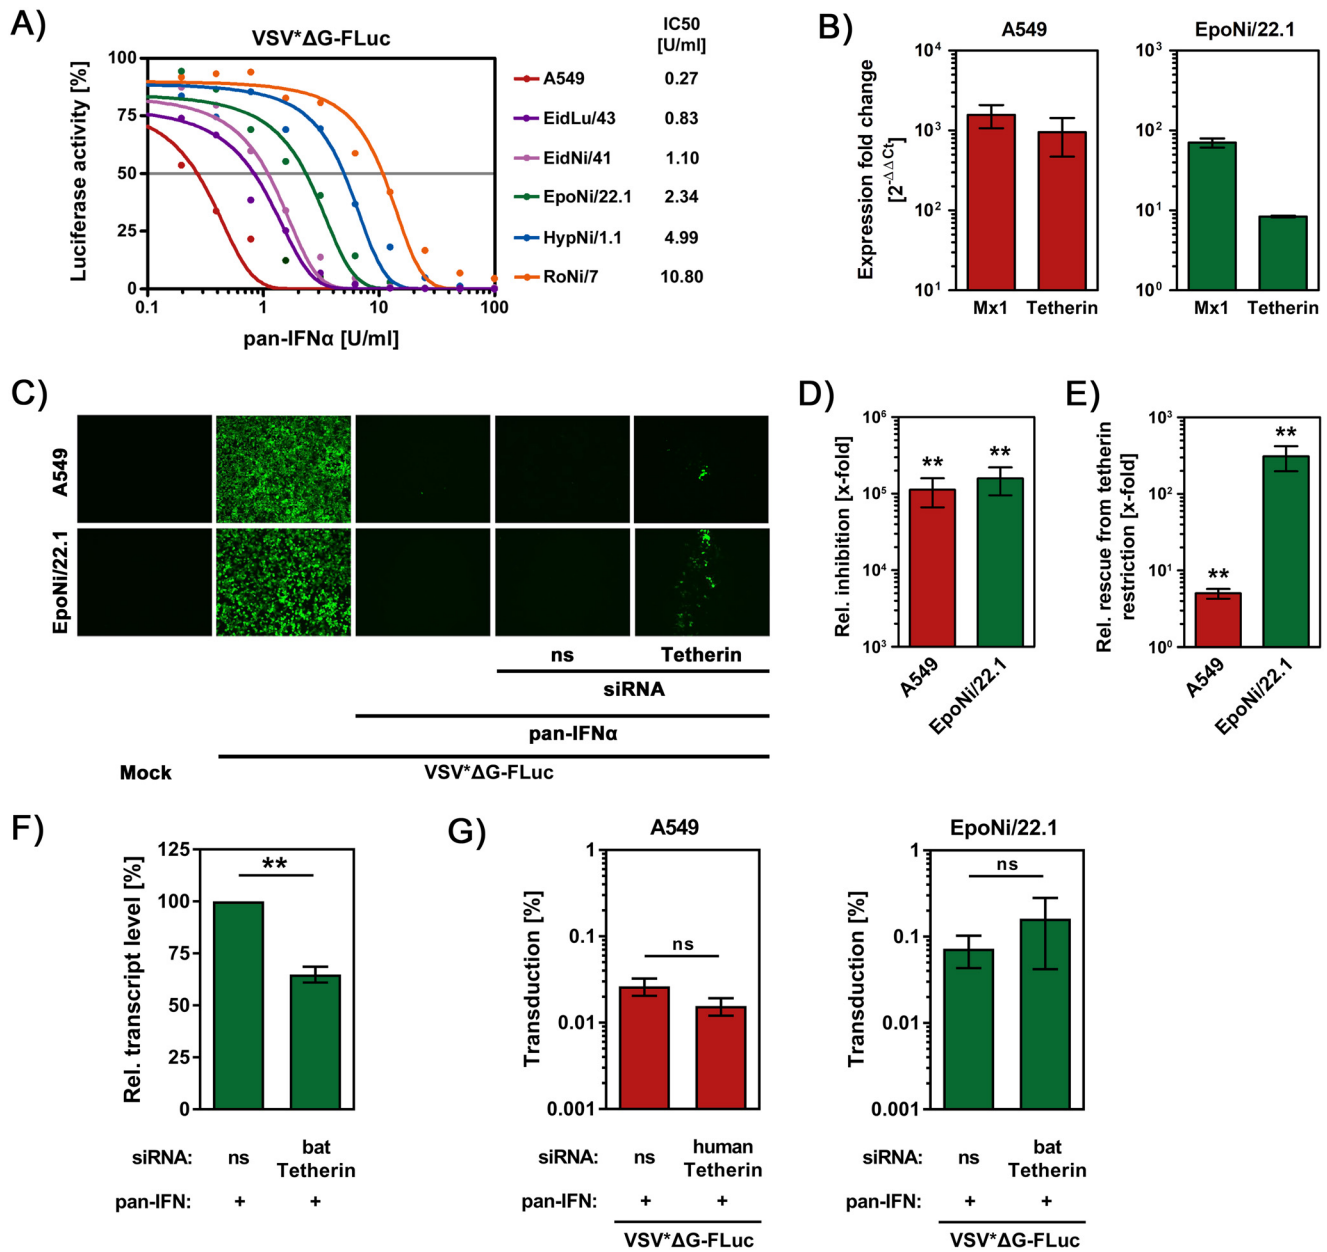 A)
VSV*ΔG-FLuc
IC50
[U/ml]
Luciferase activity [%]
100
75
50
25
0
0.1
1
10
100
pan-IFNα [U/ml]
A549 0.27
EidLu/43 0.83
EidNi/41 1.10
EpoNi/22.1 2.34
HypNi/1.1 4.99
RoNi/7 10.80
B)
A549
Expression fold change
[2^-ΔΔCt]
10^4
10^3
10^2
10^1
Mx1 Tetherin
EpoNi/22.1
10^3
10^2
10^1
10^0
Mx1 Tetherin
C)
A549
EpoNi/22.1
ns Tetherin
siRNA
pan-IFNα
Mock VSV*ΔG-FLuc
D)
Rel. inhibition [x-fold]
10^6
10^5
10^4
10^3
** **
A549
EpoNi/22.1
E)
Rel. rescue from tetherin
restriction [x-fold]
10^3
10^2
10^1
10^0
** **
A549
EpoNi/22.1
F)
Rel. transcript level [%]
125
100
75
50
25
0
**
siRNA: ns bat
Tetherin
pan-IFN: + +
G)
A549
Transduction [%]
1
0.1
0.01
0.001
ns
siRNA: ns human
Tetherin
pan-IFN: + +
VSV*ΔG-FLuc
EpoNi/22.1
Transduction [%]
1
0.1
0.01
0.001
ns
siRNA: ns bat
Tetherin
pan-IFN: + +
VSV*ΔG-FLuc